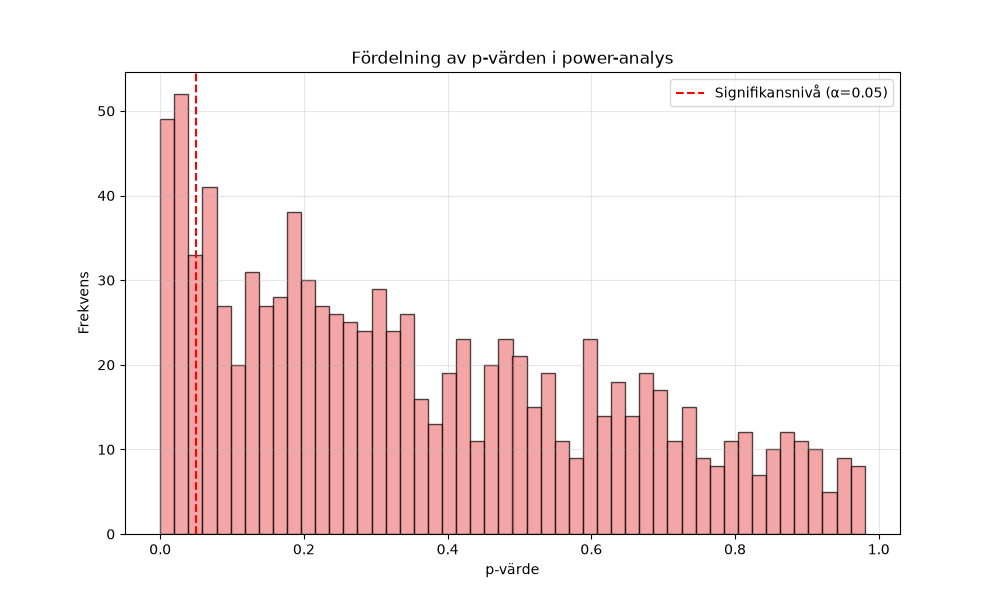 Fördelning av p-värden i power-analys
Signifikansnivå (α=0.05)
Frekvens
50
40
30
20
10
0
0.0 0.2 0.4 0.6 0.8 1.0
p-värde